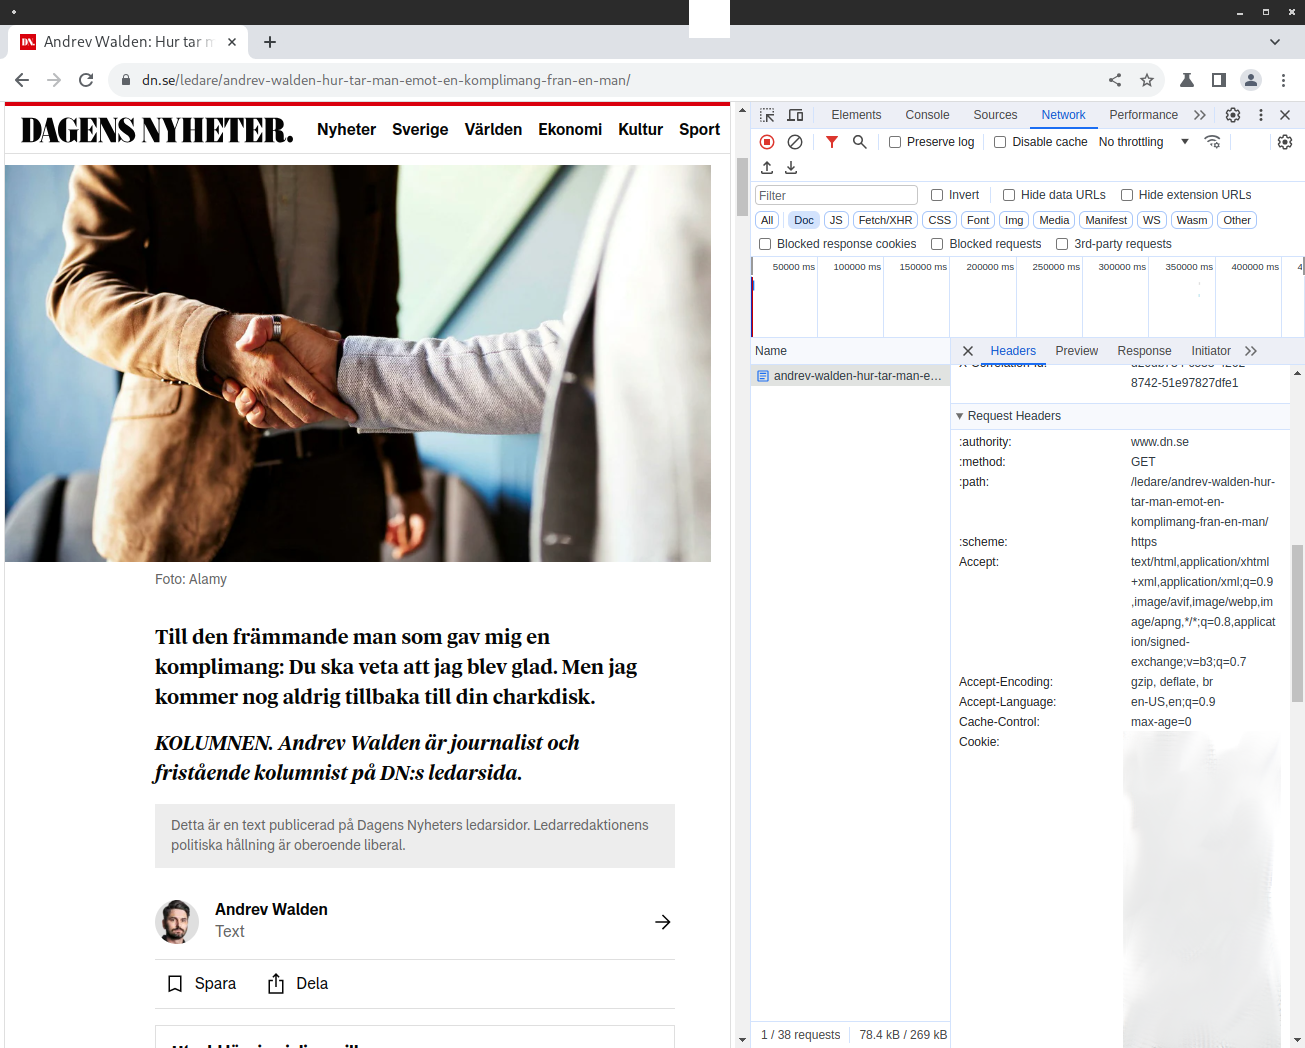 DN. Andrev Walden: Hur tar
dn.se/ledare/andrev-walden-hur-tar-man-emot-en-komplimang-fran-en-man/
DAGENS NYHETER. Nyheter Sverige Världen Ekonomi Kultur Sport
Foto: Alamy
Till den främmande man som gav mig en
komplimang: Du ska veta att jag blev glad. Men jag
kommer nog aldrig tillbaka till din charkdisk.
KOLUMNEN. Andrev Walden är journalist och
fristående kolumnist på DN:s ledarsida.
Detta är en text publicerad på Dagens Nyheters ledarsidor. Ledarredaktionens
politiska hållning är oberoende liberal.
Andrev Walden
Text
Spara Dela
Elements Console Sources Network Performance
Preserve log Disable cache No throttling
Filter Invert Hide data URLs Hide extension URLs
All Doc JS Fetch/XHR CSS Font Img Media Manifest WS Wasm Other
Blocked response cookies Blocked requests 3rd-party requests
50000 ms 100000 ms 150000 ms 200000 ms 250000 ms 300000 ms 350000 ms 400000 ms 4
Name
andrev-walden-hur-tar-man-e...
1 / 38 requests 78.4 kB / 269 kB
Headers Preview Response Initiator
8742-51e97827dfe1
Request Headers
:authority: www.dn.se
:method: GET
:path: /ledare/andrev-walden-hur-
tar-man-emot-en-
komplimang-fran-en-man/
:scheme: https
Accept: text/html,application/xhtml
+xml,application/xml;q=0.9
,image/avif,image/webp,im
age/apng,*/*;q=0.8,applicat
ion/signed-
exchange;v=b3;q=0.7
Accept-Encoding: gzip, deflate, br
Accept-Language: en-US,en;q=0.9
Cache-Control: max-age=0
Cookie: